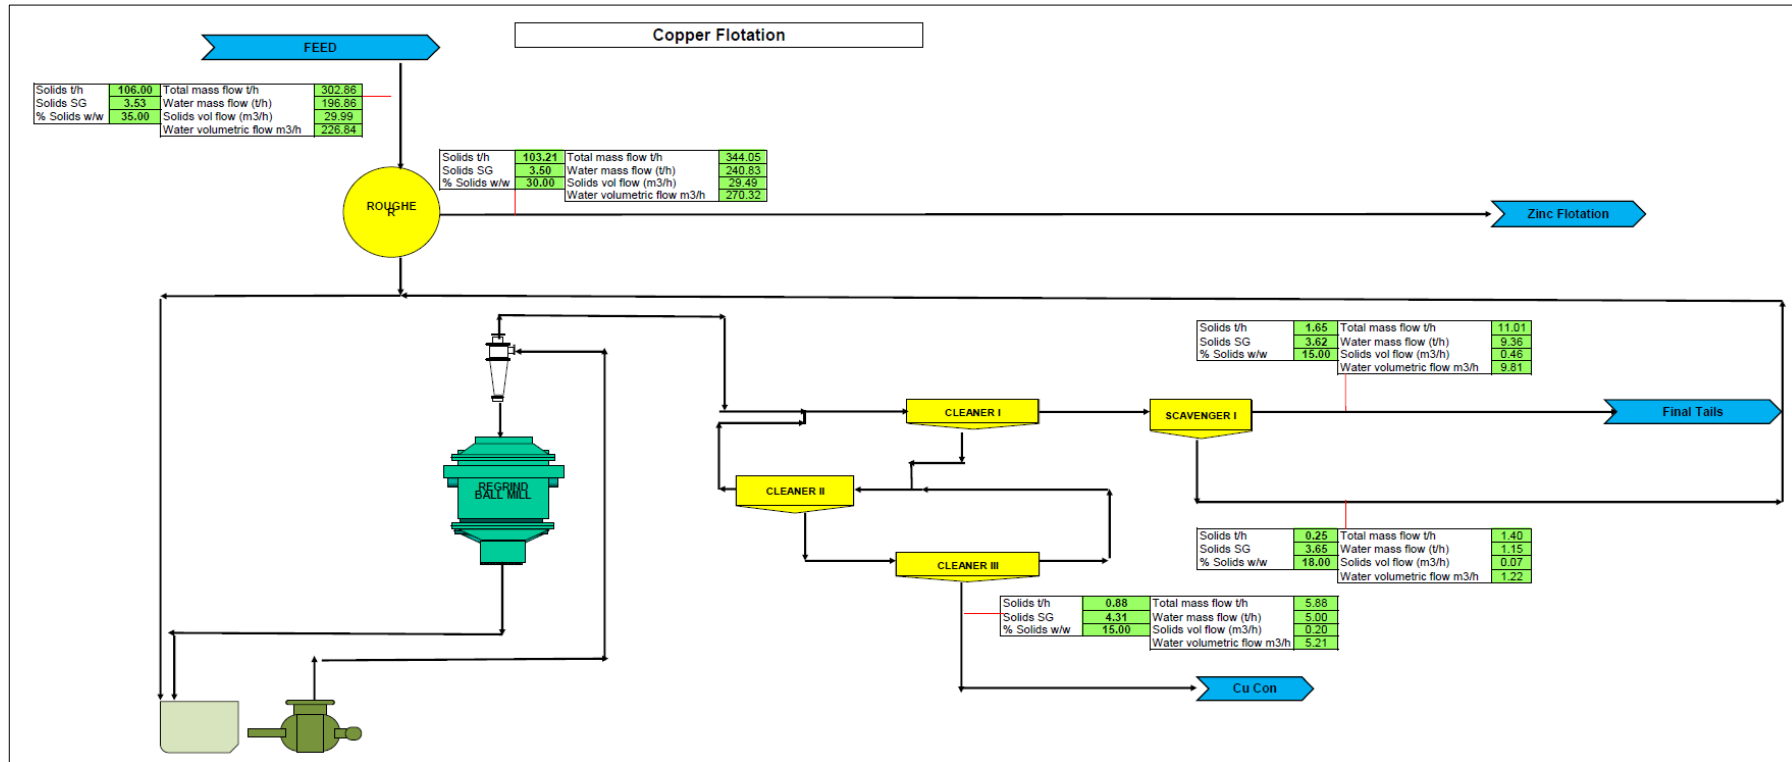 Copper Flotation
FEED
Solids t/h 106.00 Total mass flow t/h 302.86
Solids SG 3.53 Water mass flow (t/h) 196.86
% Solids w/w 35.00 Solids vol flow (m3/h) 29.99
Water volumetric flow m3/h 226.84
Solids t/h 103.21 Total mass flow t/h 344.05
Solids SG 3.50 Water mass flow (t/h) 240.83
% Solids w/w 30.00 Solids vol flow (m3/h) 29.49
Water volumetric flow m3/h 270.32
ROUGHE
R
Zinc Flotation
Solids t/h 1.65 Total mass flow t/h 11.01
Solids SG 3.62 Water mass flow (t/h) 9.36
% Solids w/w 15.00 Solids vol flow (m3/h) 0.46
Water volumetric flow m3/h 9.81
CLEANER I
SCAVENGER I
Final Tails
REGRIND
BALL MILL
CLEANER II
Solids t/h 0.25 Total mass flow t/h 1.40
Solids SG 3.65 Water mass flow (t/h) 1.15
% Solids w/w 18.00 Solids vol flow (m3/h) 0.07
Water volumetric flow m3/h 1.22
CLEANER III
Solids t/h 0.88 Total mass flow t/h 5.88
Solids SG 4.31 Water mass flow (t/h) 5.00
% Solids w/w 15.00 Solids vol flow (m3/h) 0.20
Water volumetric flow m3/h 5.21
Cu Con